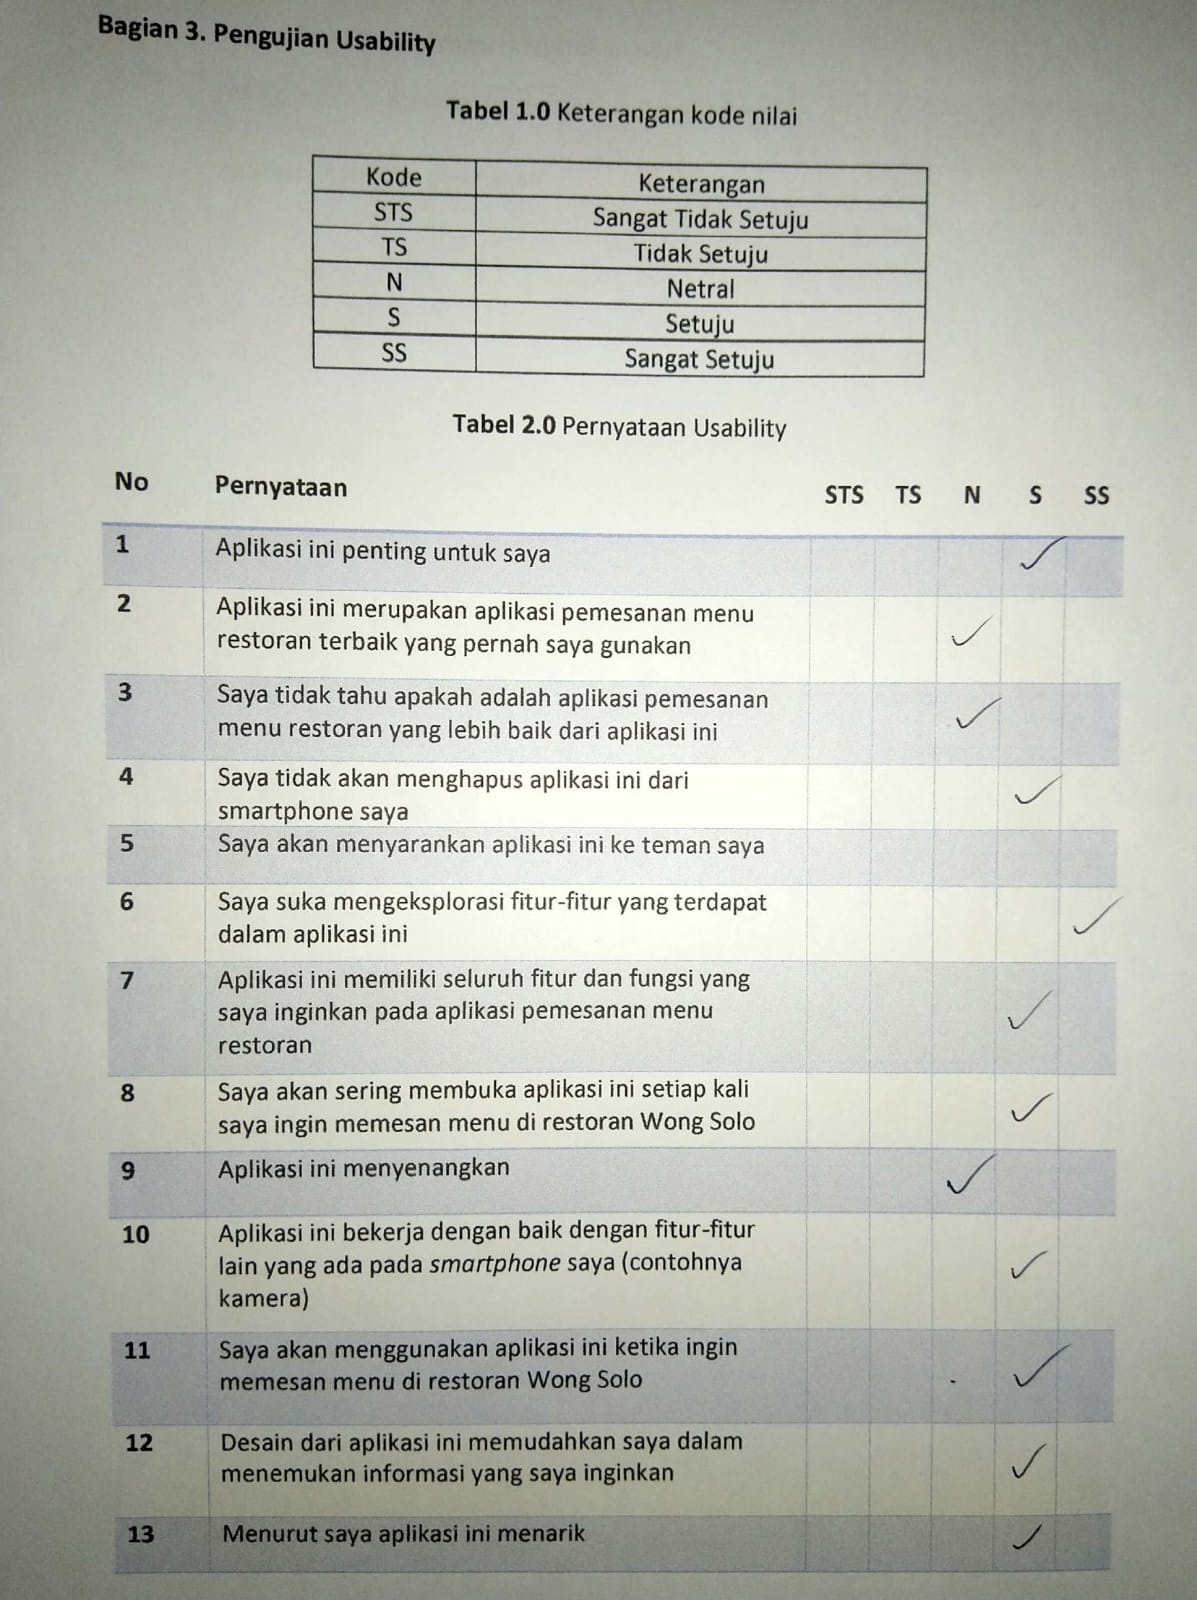 Bagian 3. Pengujian Usability
Tabel 1.0 Keterangan kode nilai
Kode Keterangan
STS Sangat Tidak Setuju
TS Tidak Setuju
N Netral
S Setuju
SS Sangat Setuju
Tabel 2.0 Pernyataan Usability
No Pernyataan STS TS N S SS
1 Aplikasi ini penting untuk saya ✓
2 Aplikasi ini merupakan aplikasi pemesanan menu
restoran terbaik yang pernah saya gunakan ✓
3 Saya tidak tahu apakah adalah aplikasi pemesanan
menu restoran yang lebih baik dari aplikasi ini ✓
4 Saya tidak akan menghapus aplikasi ini dari
smartphone saya ✓
5 Saya akan menyarankan aplikasi ini ke teman saya
6 Saya suka mengeksplorasi fitur-fitur yang terdapat
dalam aplikasi ini ✓
7 Aplikasi ini memiliki seluruh fitur dan fungsi yang
saya inginkan pada aplikasi pemesanan menu
restoran ✓
8 Saya akan sering membuka aplikasi ini setiap kali
saya ingin memesan menu di restoran Wong Solo ✓
9 Aplikasi ini menyenangkan ✓
10 Aplikasi ini bekerja dengan baik dengan fitur-fitur
lain yang ada pada smartphone saya (contohnya
kamera) ✓
11 Saya akan menggunakan aplikasi ini ketika ingin
memesan menu di restoran Wong Solo ✓
12 Desain dari aplikasi ini memudahkan saya dalam
menemukan informasi yang saya inginkan ✓
13 Menurut saya aplikasi ini menarik ✓